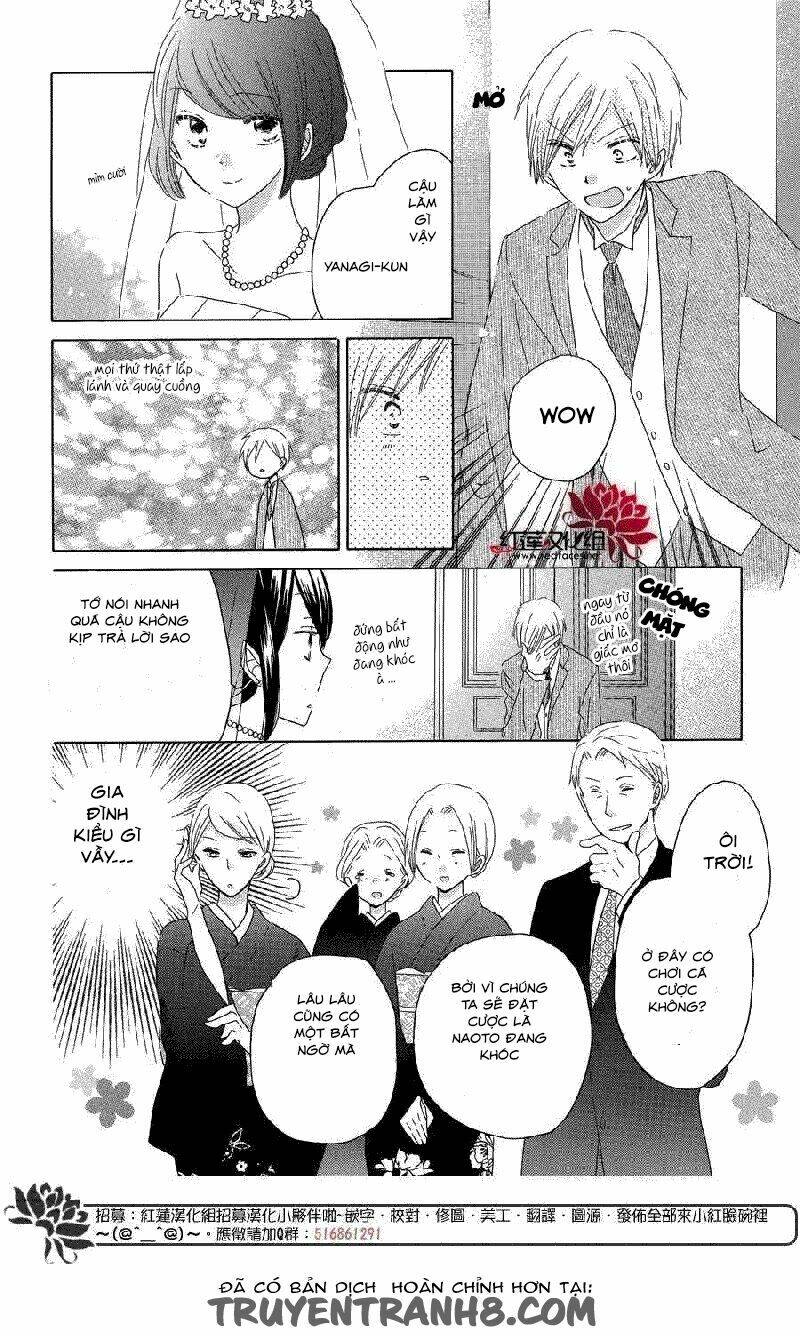 MỞ
mỉm cười
CẬU
LÀM
GÌ
VẬY
YANAGI-KUN
WOW
mọi thứ thật lấp
lánh và quay cuồng
红莲汉化组
CHÓNG
MẶT
ngay từ
đầu nó
chỉ là
giấc mơ
thôi
đứng bất
động như
đang khóc
à ...
TỚ NÓI NHANH
QUÁ CẬU KHÔNG
KỊP TRẢ LỜI SAO
ÔI
TRỜI!
Ở ĐÂY CÓ
CHƠI CÁ
CƯỢC
KHÔNG?
BỞI VÌ CHÚNG
TA SẼ ĐẶT
CƯỢC LÀ
NAOTO ĐANG
KHÓC
LÂU LÂU
CŨNG CÓ
MỘT BẤT
NGỜ MÀ
GIA
ĐÌNH
KIỂU GÌ
VẦY...
招募：紅蓮漢化組招募漢化小夥伴啦~嵌字·校對·修圖·美工·翻譯·圖源·發佈全部來小紅臉碗裡
~(@^__^@)~。應徵請加Q群：516861291
ĐÃ CÓ BẢN DỊCH HOÀN CHỈNH HƠN TẠI:
TRUYENTRANH8.COM